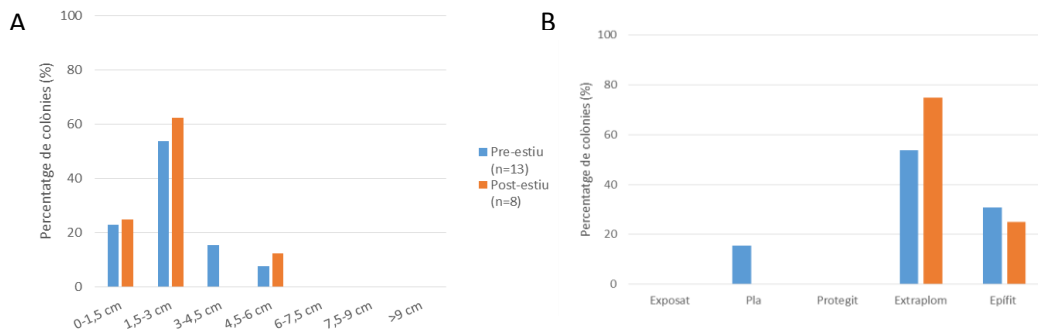 A
Percentatge de colònies (%)
100
80
60
40
20
0
0-1,5 cm
1,5-3 cm
3-4,5 cm
4,5-6 cm
6-7,5 cm
7,5-9 cm
>9 cm
Pre-estiu
(n=13)
Post-estiu
(n=8)
B
Percentatge de colònies (%)
100
80
60
40
20
0
Exposat
Pla
Protegit
Extraplom
Epífit